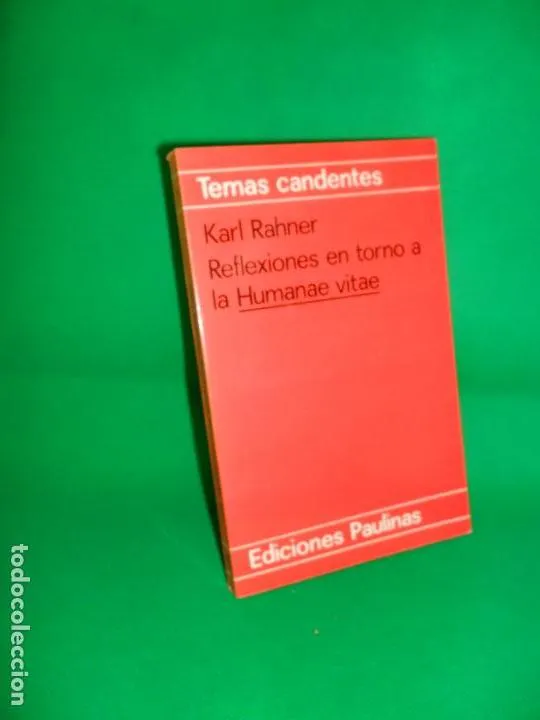 Temas candentes
Karl Rahner
Reflexiones en torno a
la Humanae vitae
Ediciones Paulinas
todocoleccion